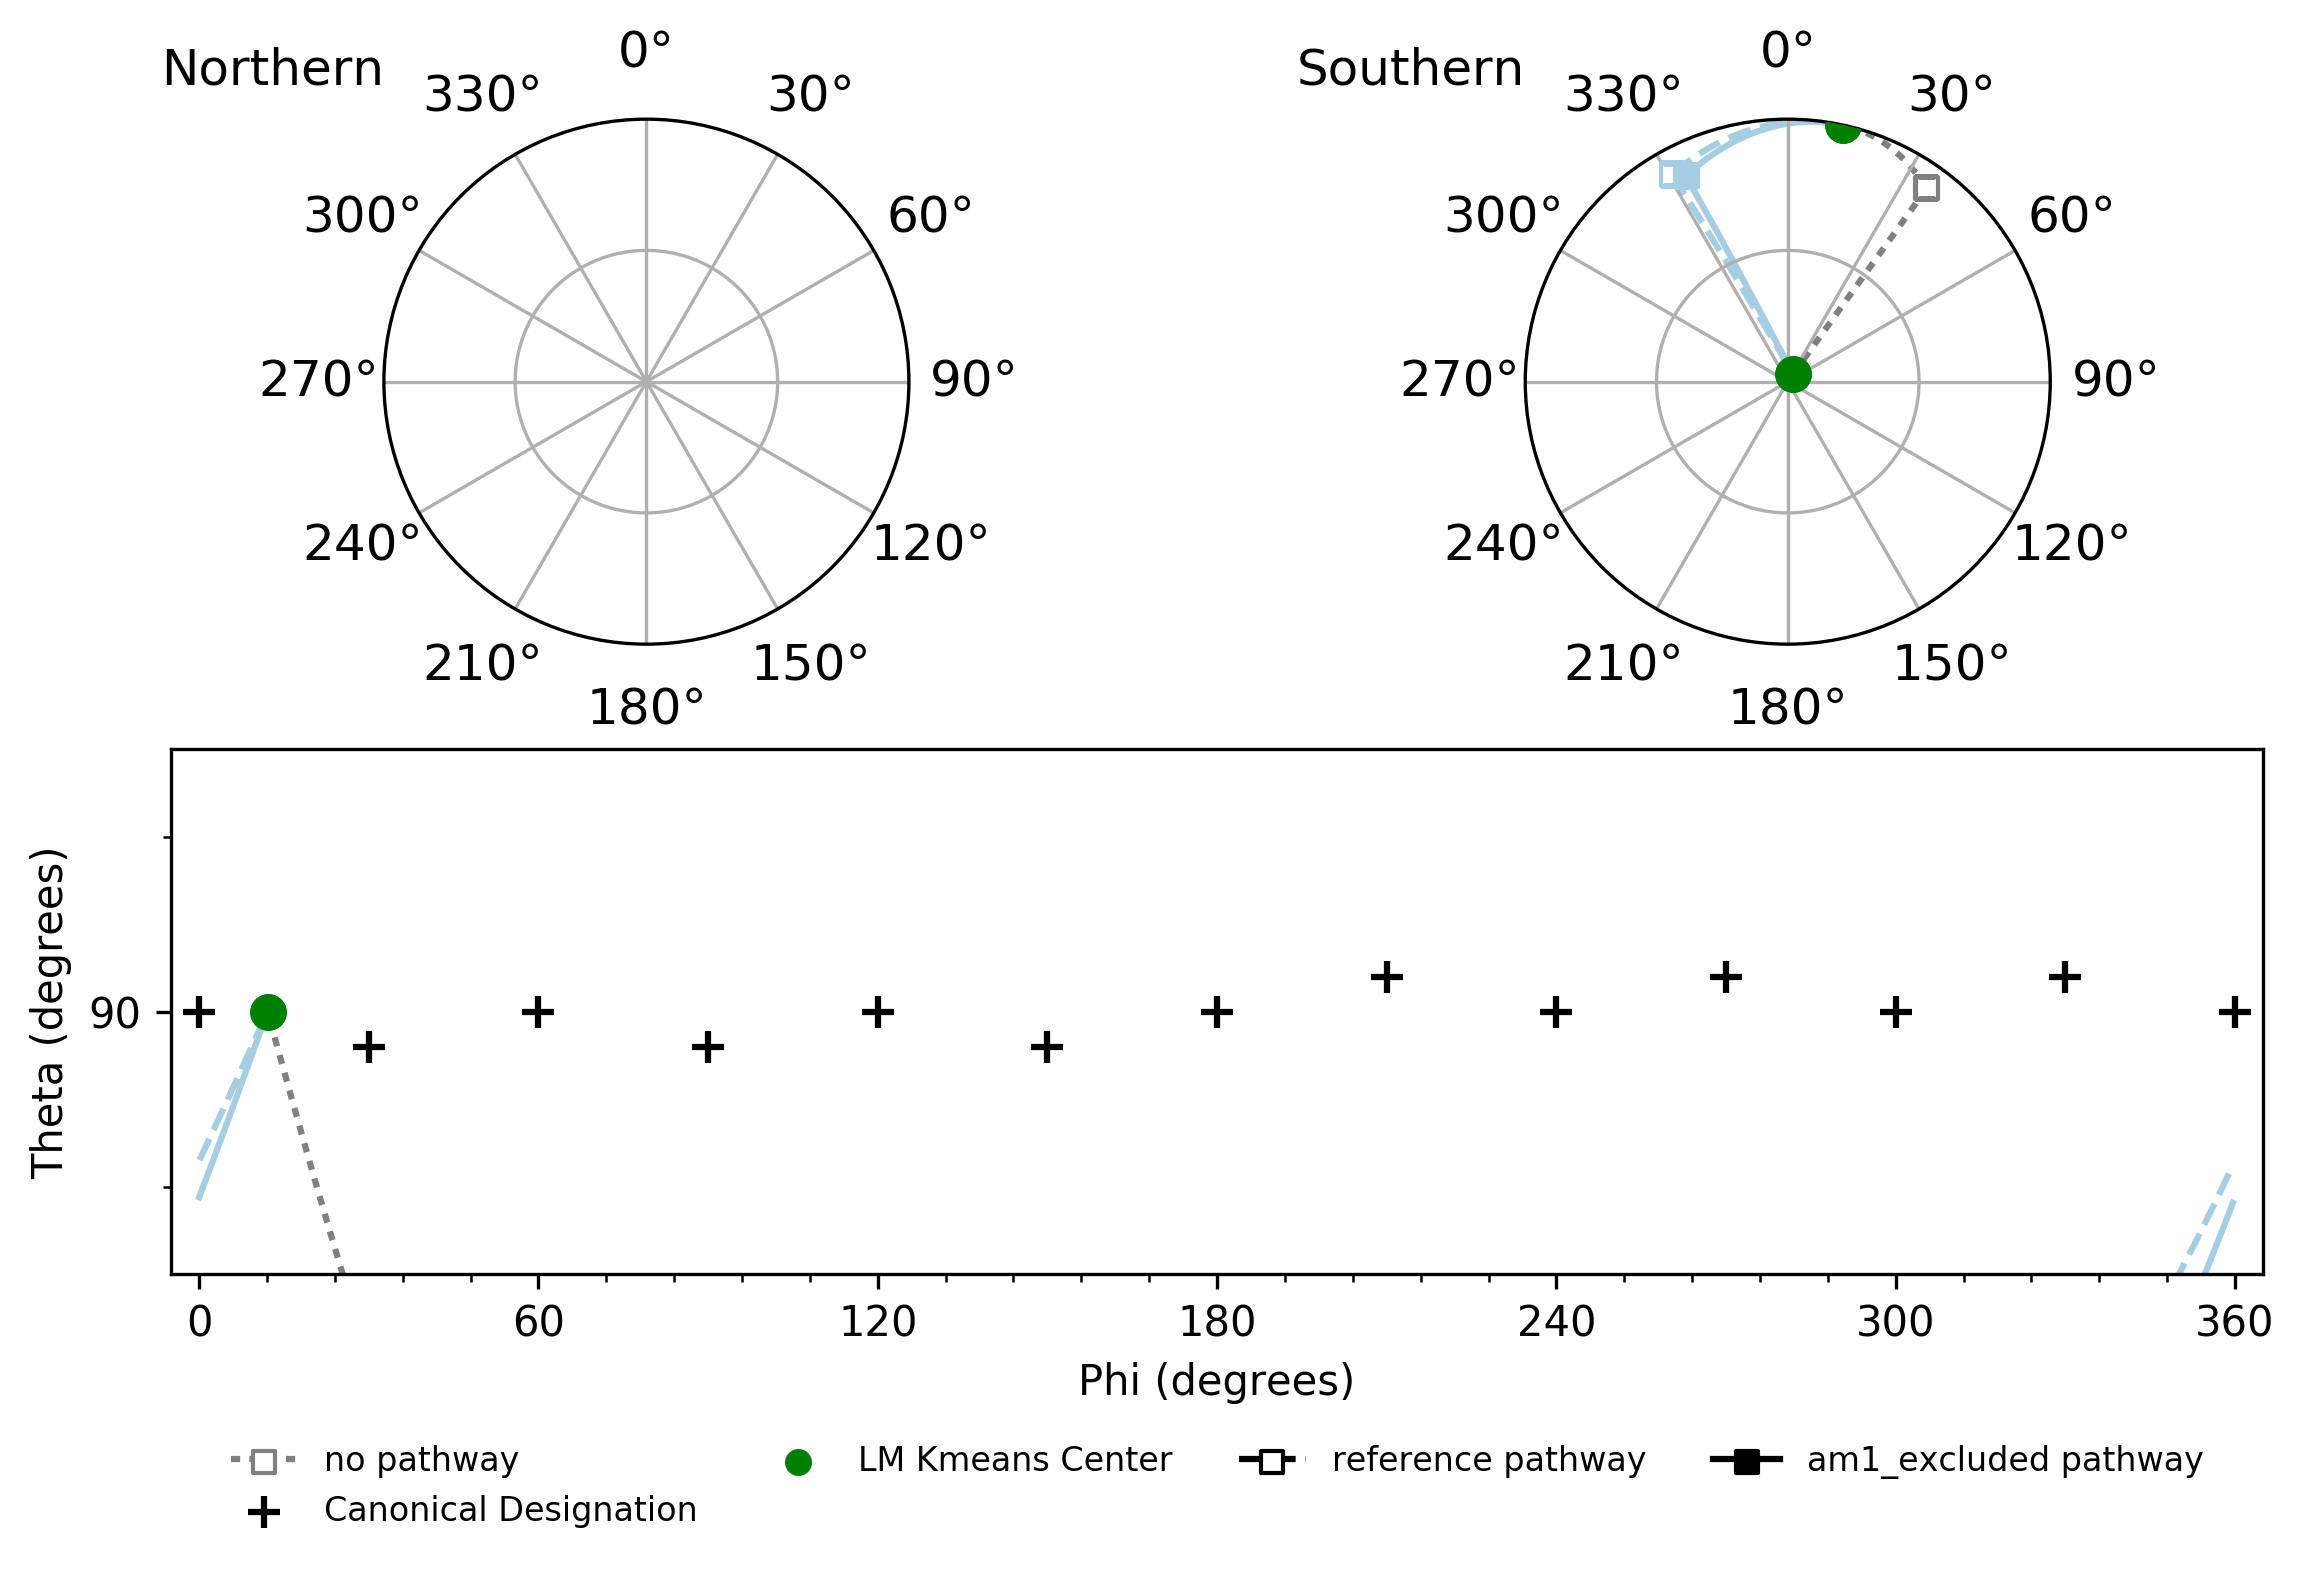 Northern
0°
30°
60°
90°
120°
150°
180°
210°
240°
270°
300°
330°
Southern
0°
30°
60°
90°
120°
150°
180°
210°
240°
270°
300°
330°
Theta (degrees)
90
0 60 120 180 240 300 360
Phi (degrees)
no pathway
Canonical Designation
LM Kmeans Center
reference pathway
am1_excluded pathway